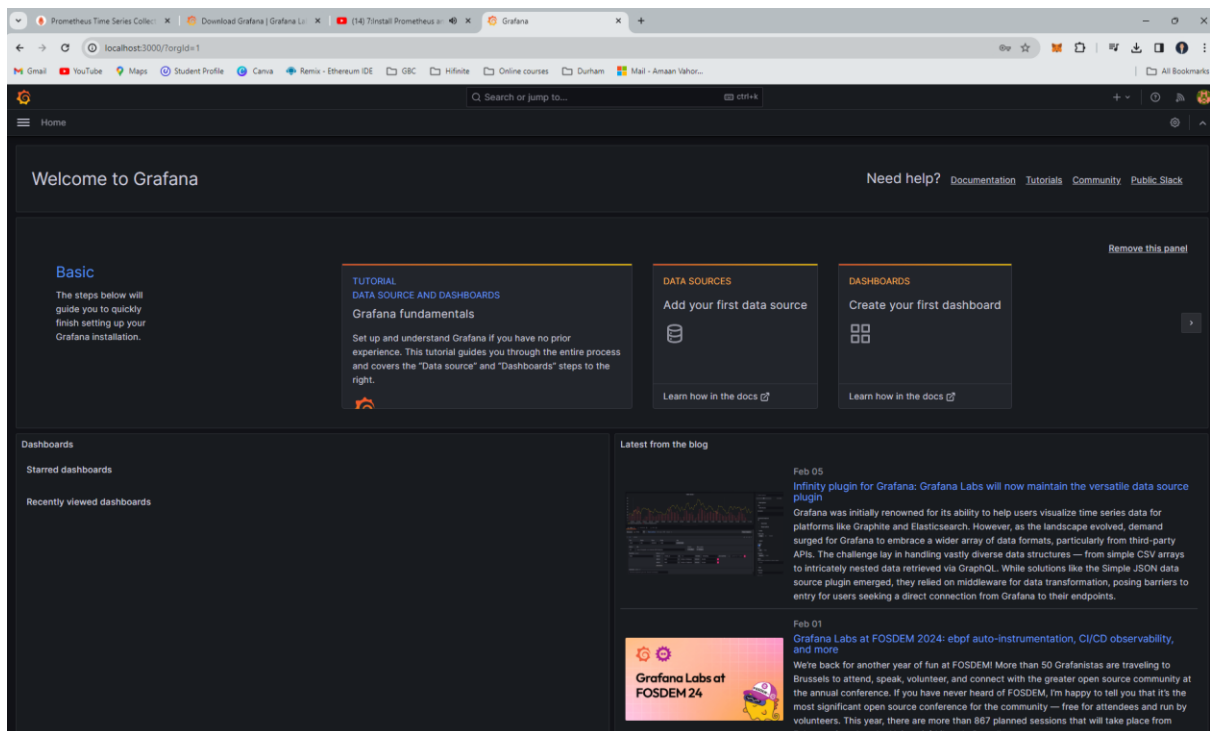 Prometheus Time Series Collect
Download Grafana | Grafana La
(14) 7:Install Prometheus an
Grafana
localhost:3000/?orgId=1
Gmail
YouTube
Maps
Student Profile
Canva
Remix - Ethereum IDE
GBC
Hifinite
Online courses
Durham
Mail - Amaan Vahor...
All Bookmarks
Search or jump to...
ctrl+k
Home
Welcome to Grafana
Need help?
Documentation
Tutorials
Community
Public Slack
Remove this panel
Basic
The steps below will
guide you to quickly
finish setting up your
Grafana installation.
TUTORIAL
DATA SOURCE AND DASHBOARDS
Grafana fundamentals
Set up and understand Grafana if you have no prior
experience. This tutorial guides you through the entire process
and covers the "Data source" and "Dashboards" steps to the
right.
DATA SOURCES
Add your first data source
Learn how in the docs
DASHBOARDS
Create your first dashboard
Learn how in the docs
Dashboards
Starred dashboards
Recently viewed dashboards
Latest from the blog
Feb 05
Infinity plugin for Grafana: Grafana Labs will now maintain the versatile data source
plugin
Grafana was initially renowned for its ability to help users visualize time series data for
platforms like Graphite and Elasticsearch. However, as the landscape evolved, demand
surged for Grafana to embrace a wider array of data formats, particularly from third-party
APIs. The challenge lay in handling vastly diverse data structures — from simple CSV arrays
to intricately nested data retrieved via GraphQL. While solutions like the Simple JSON data
source plugin emerged, they relied on middleware for data transformation, posing barriers to
entry for users seeking a direct connection from Grafana to their endpoints.
Feb 01
Grafana Labs at FOSDEM 2024: ebpf auto-instrumentation, CI/CD observability,
and more
We're back for another year of fun at FOSDEM! More than 50 Grafanistas are traveling to
Brussels to attend, speak, volunteer, and connect with the greater open source community at
the annual conference. If you have never heard of FOSDEM, I'm happy to tell you that it's the
most significant open source conference for the community — free for attendees and run by
volunteers. This year, there are more than 867 planned sessions that will take place from
Grafana Labs at
FOSDEM 24